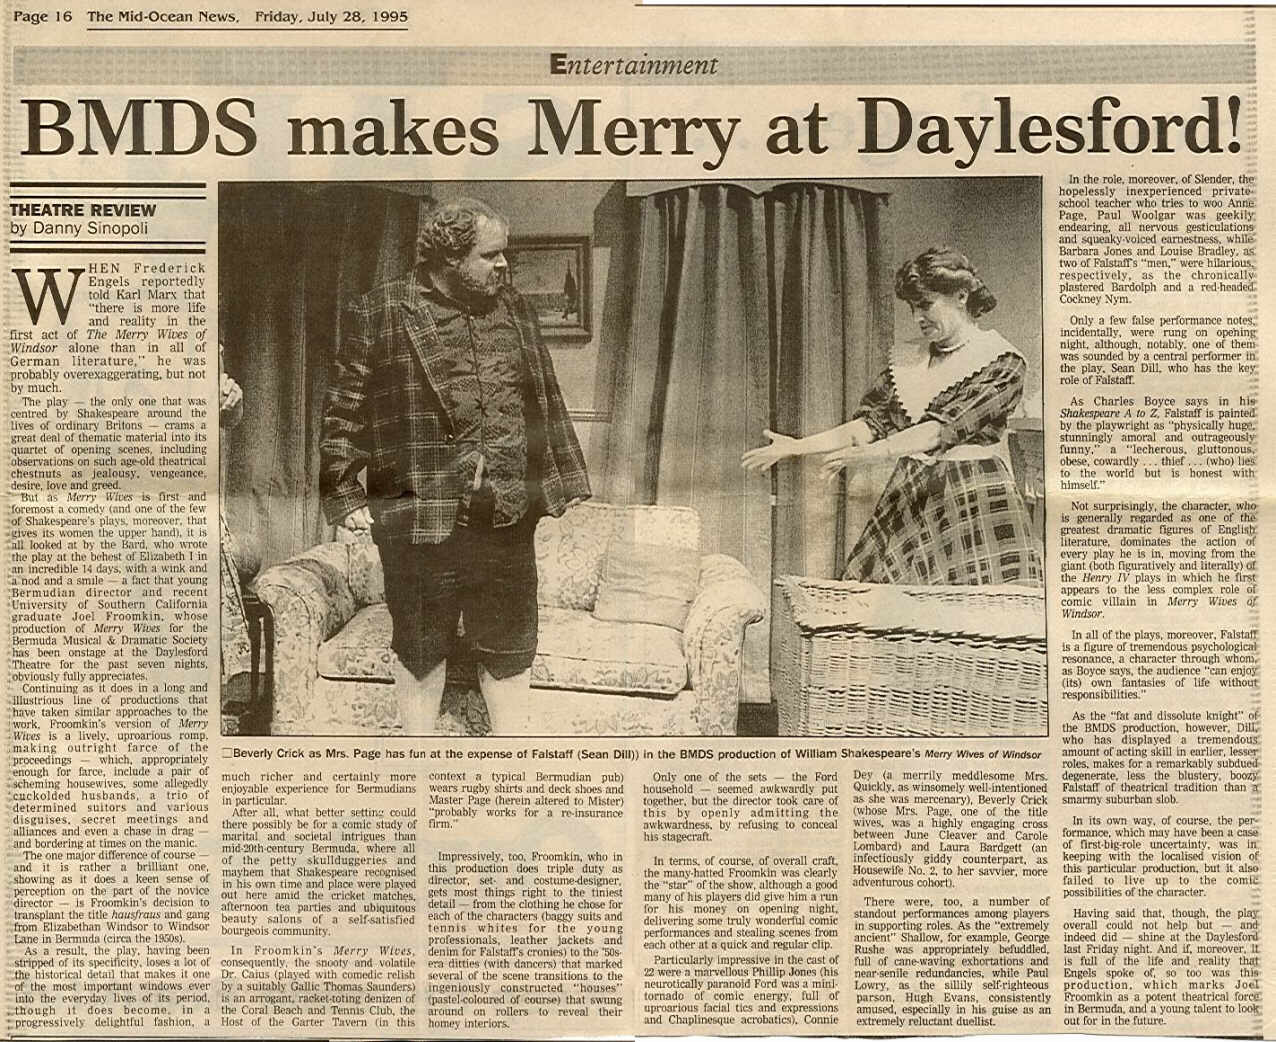 Page 16 The Mid-Ocean News, Friday, July 28, 1995
Entertainment
BMDS makes Merry at Daylesford!
THEATRE REVIEW
by Danny Sinopoli
WHEN Frederick
Engels reportedly
told Karl Marx that
"there is more life
and reality in the
first act of The Merry Wives of
Windsor alone than in all of
German literature," he was
probably overexaggerating, but not
by much.
The play — the only one that was
centred by Shakespeare around the
lives of ordinary Britons — crams a
great deal of thematic material into its
quartet of opening scenes, including
observations on such age-old theatrical
chestnuts as jealousy, vengeance,
desire, love and greed.
But as Merry Wives is first and
foremost a comedy (and one of the few
of Shakespeare's plays, moreover, that
gives its women the upper hand), it is
all looked at by the Bard, who wrote
the play at the behest of Elizabeth I in
an incredible 14 days, with a wink and
a nod and a smile — a fact that young
Bermudian director and recent
University of Southern California
graduate Joel Froomkin, whose
production of Merry Wives for the
Bermuda Musical & Dramatic Society
has been onstage at the Daylesford
Theatre for the past seven nights,
obviously fully appreciates.
Continuing as it does in a long and
illustrious line of productions that
have taken similar approaches to the
work, Froomkin's version of Merry
Wives is a lively, uproarious romp,
making outright farce of the
proceedings — which, appropriately
enough for farce, include a pair of
scheming housewives, some allegedly
cuckolded husbands, a trio of
determined suitors and various
disguises, secret meetings and
alliances and even a chase in drag —
and bordering at times on the manic.
The one major difference of course —
and it is rather a brilliant one,
showing as it does a keen sense of
perception on the part of the novice
director — is Froomkin's decision to
transplant the title hausfraus and gang
from Elizabethan Windsor to Windsor
Lane in Bermuda (circa the 1950s).
As a result, the play, having been
stripped of its specificity, loses a lot of
the historical detail that makes it one
of the most important windows ever
into the everyday lives of its period,
though it does become, in a
progressively delightful fashion, a
□Beverly Crick as Mrs. Page has fun at the expense of Falstaff (Sean Dill)) in the BMDS production of William Shakespeare's Merry Wives of Windsor
much richer and certainly more
enjoyable experience for Bermudians
in particular.
After all, what better setting could
there possibly be for a comic study of
marital and societal intrigues than
mid-20th-century Bermuda, where all
of the petty skullduggeries and
mayhem that Shakespeare recognised
in his own time and place were played
out here amid the cricket matches,
afternoon tea parties and ubiquitous
beauty salons of a self-satisfied
bourgeois community.
In Froomkin's Merry Wives,
consequently, the snooty and volatile
Dr. Caius (played with comedic relish
by a suitably Gallic Thomas Saunders)
is an arrogant, racket-toting denizen of
the Coral Beach and Tennis Club, the
Host of the Garter Tavern (in this
context a typical Bermudian pub)
wears rugby shirts and deck shoes and
Master Page (herein altered to Mister)
"probably works for a re-insurance
firm."
Impressively, too, Froomkin, who in
this production does triple duty as
director, set- and costume-designer,
gets most things right to the tiniest
detail — from the clothing he chose for
each of the characters (baggy suits and
tennis whites for the young
professionals, leather jackets and
denim for Falstaff's cronies) to the '50s-
era ditties (with dancers) that marked
several of the scene transitions to the
ingeniously constructed "houses"
(pastel-coloured of course) that swung
around on rollers to reveal their
homey interiors.
Only one of the sets — the Ford
household — seemed awkwardly put
together, but the director took care of
this by openly admitting the
awkwardness, by refusing to conceal
his stagecraft.
In terms, of course, of overall craft,
the many-hatted Froomkin was clearly
the "star" of the show, although a good
many of his players did give him a run
for his money on opening night,
delivering some truly wonderful comic
performances and stealing scenes from
each other at a quick and regular clip.
Particularly impressive in the cast of
22 were a marvellous Phillip Jones (his
neurotically paranoid Ford was a mini-
tornado of comic energy, full of
uproarious facial tics and expressions
and Chaplinesque acrobatics), Connie
Dey (a merrily meddlesome Mrs.
Quickly, as winsomely well-intentioned
as she was mercenary), Beverly Crick
(whose Mrs. Page, one of the title
wives, was a highly engaging cross
between June Cleaver and Carole
Lombard) and Laura Bardgett (an
infectiously giddy counterpart, as
Housewife No. 2, to her savvier, more
adventurous cohort).
There were, too, a number of
standout performances among players
in supporting roles. As the "extremely
ancient" Shallow, for example, George
Rushe was appropriately befuddled,
full of cane-waving exhortations and
near-senile redundancies, while Paul
Lowry, as the sillily self-righteous
parson, Hugh Evans, consistently
amused, especially in his guise as an
extremely reluctant duellist.
In the role, moreover, of Slender, the
hopelessly inexperienced private-
school teacher who tries to woo Anne
Page, Paul Woolgar was geekily
endearing, all nervous gesticulations
and squeaky-voiced earnestness, while
Barbara Jones and Louise Bradley, as
two of Falstaff's "men," were hilarious,
respectively, as the chronically
plastered Bardolph and a red-headed
Cockney Nym.
Only a few false performance notes,
incidentally, were rung on opening
night, although, notably, one of them
was sounded by a central performer in
the play, Sean Dill, who has the key
role of Falstaff.
As Charles Boyce says in his
Shakespeare A to Z, Falstaff is painted
by the playwright as "physically huge,
stunningly amoral and outrageously
funny," a "lecherous, gluttonous,
obese, cowardly . . . thief . . . (who) lies
to the world but is honest with
himself."
Not surprisingly, the character, who
is generally regarded as one of the
greatest dramatic figures of English
literature, dominates the action of
every play he is in, moving from the
giant (both figuratively and literally) of
the Henry IV plays in which he first
appears to the less complex role of
comic villain in Merry Wives of
Windsor.
In all of the plays, moreover, Falstaff
is a figure of tremendous psychological
resonance, a character through whom,
as Boyce says, the audience "can enjoy
(its) own fantasies of life without
responsibilities."
As the "fat and dissolute knight" of
the BMDS production, however, Dill,
who has displayed a tremendous
amount of acting skill in earlier, lesser
roles, makes for a remarkably subdued
degenerate, less the blustery, boozy
Falstaff of theatrical tradition than a
smarmy suburban slob.
In its own way, of course, the per-
formance, which may have been a case
of first-big-role uncertainty, was in
keeping with the localised vision of
this particular production, but it also
failed to live up to the comic
possibilities of the character.
Having said that, though, the play
overall could not help but — and
indeed did — shine at the Daylesford
last Friday night. And if, moreover, it
is full of the life and reality that
Engels spoke of, so too was this
production, which marks Joel
Froomkin as a potent theatrical force
in Bermuda, and a young talent to look
out for in the future.